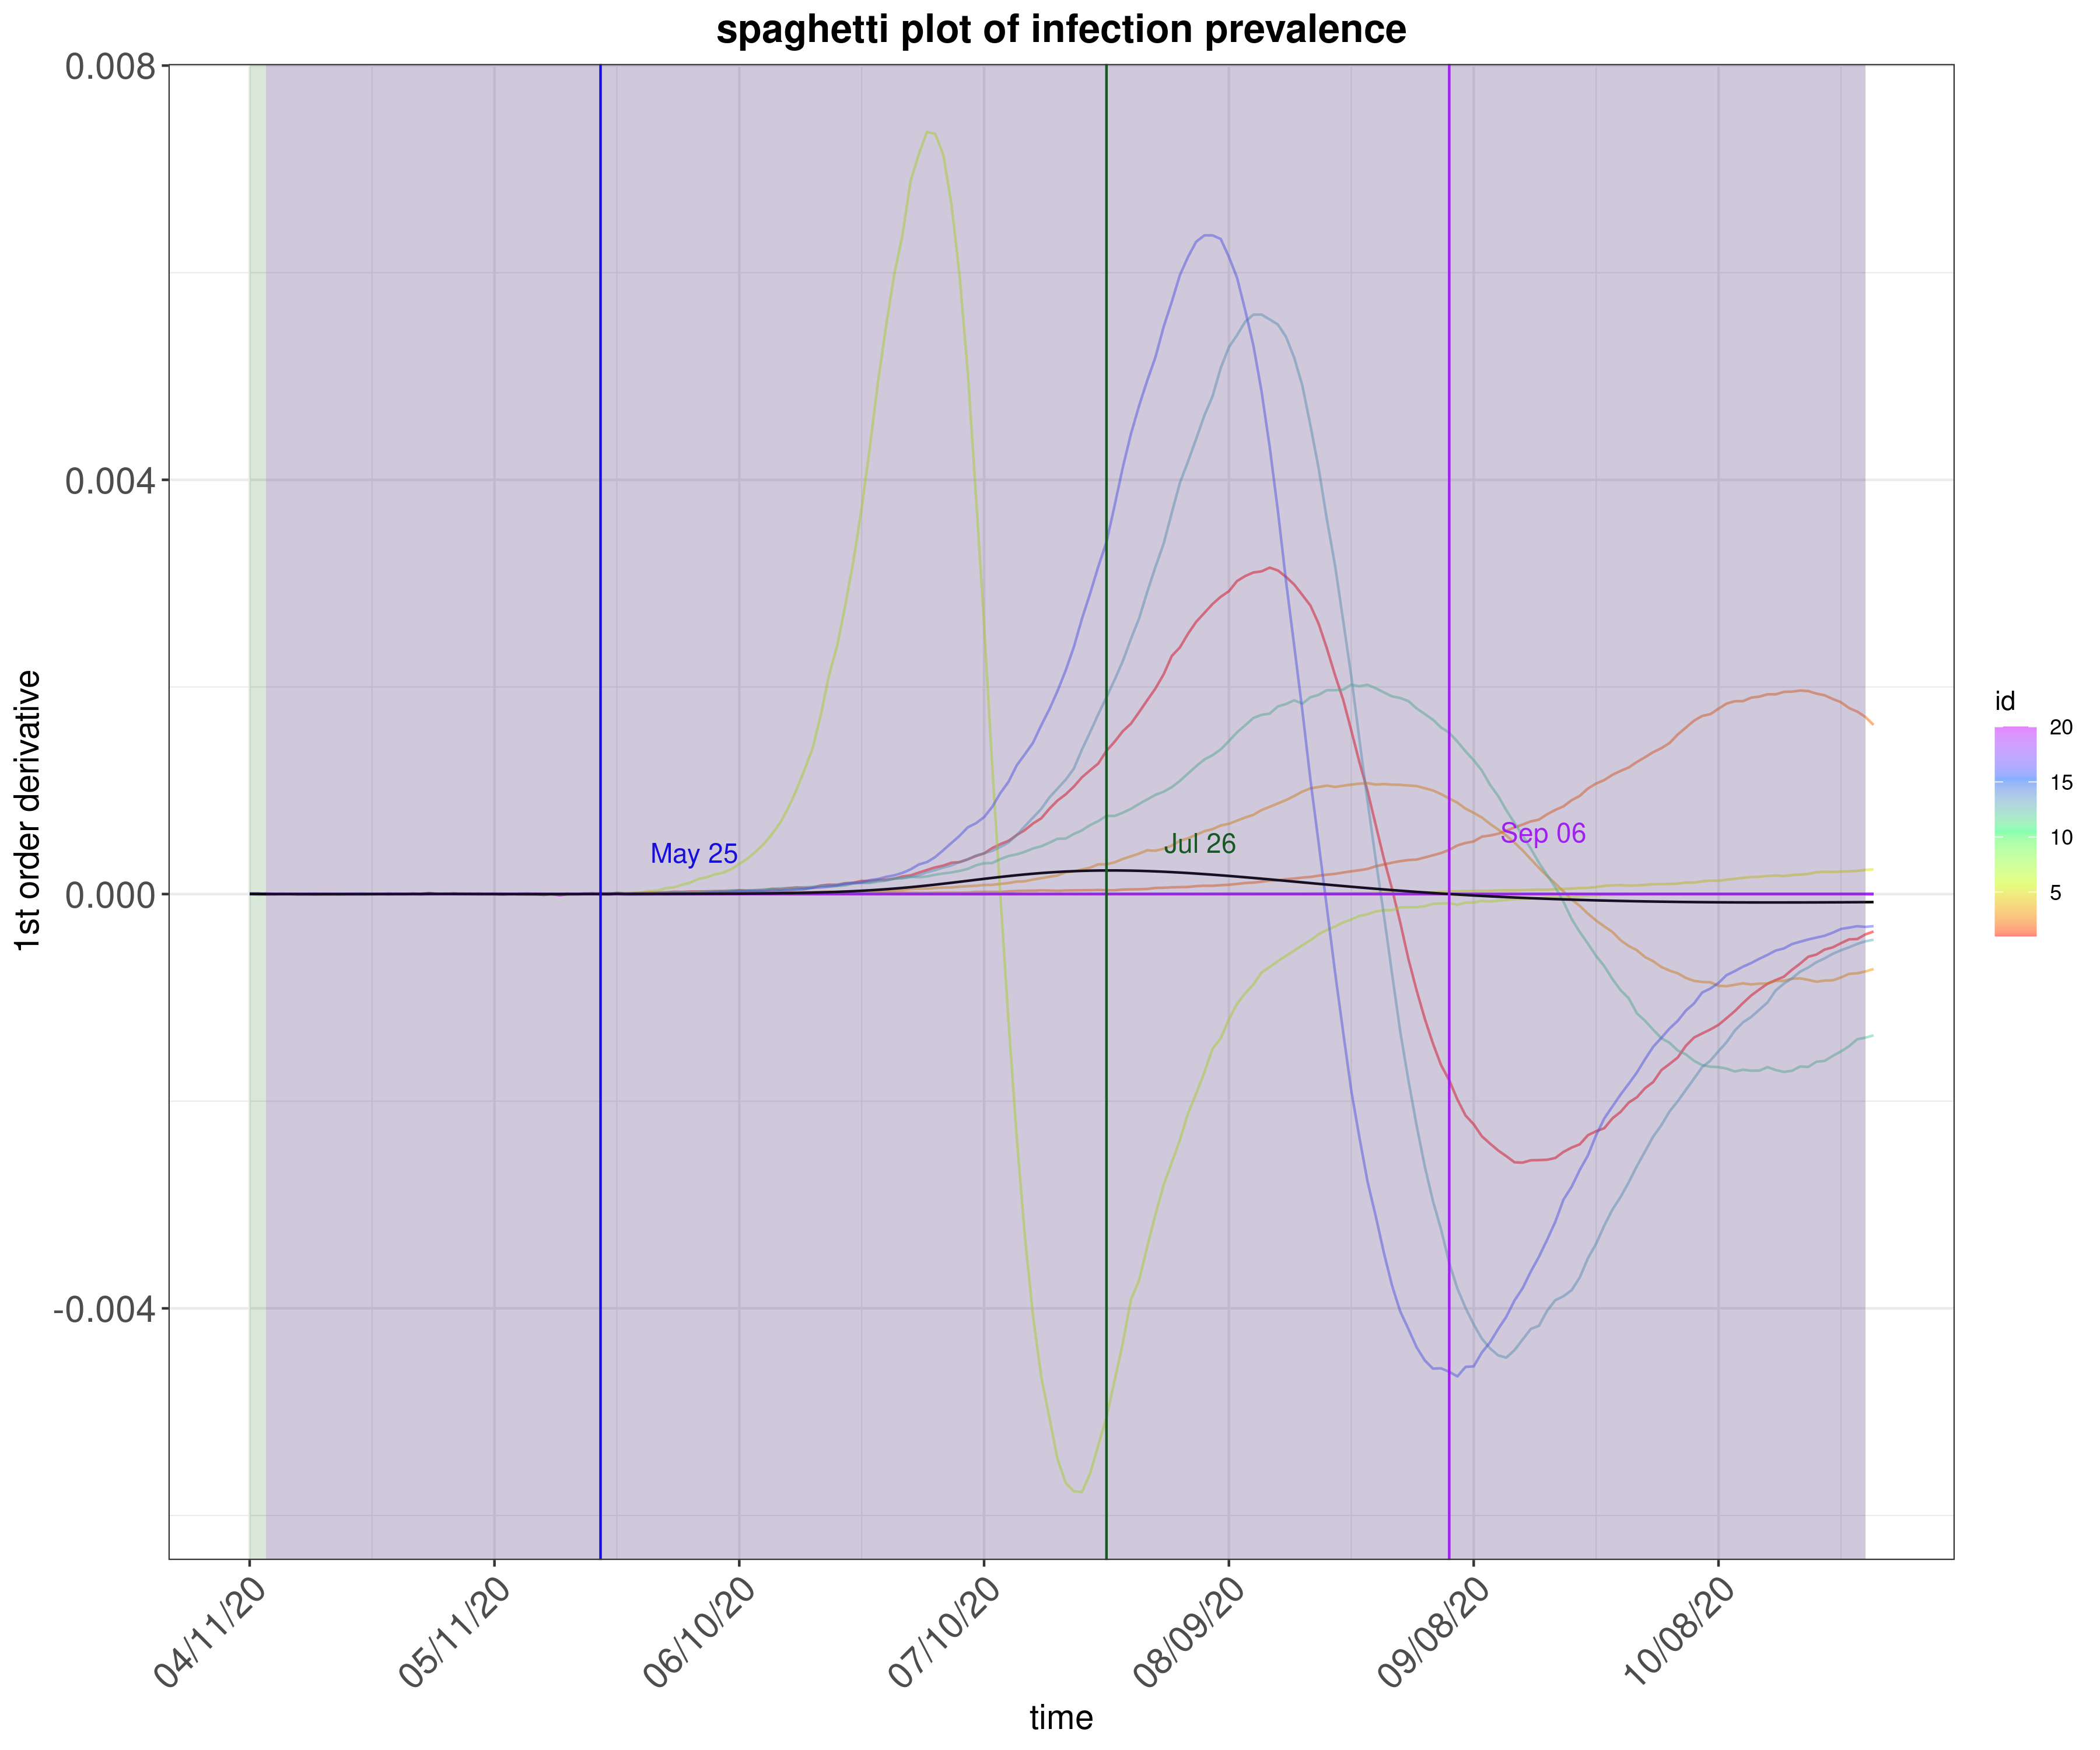 spaghetti plot of infection prevalence
0.008
0.004
0.000
-0.004
1st order derivative
May 25
Jul 26
Sep 06
id
20
15
10
5
04/11/20
05/11/20
06/10/20
07/10/20
08/09/20
09/08/20
10/08/20
time